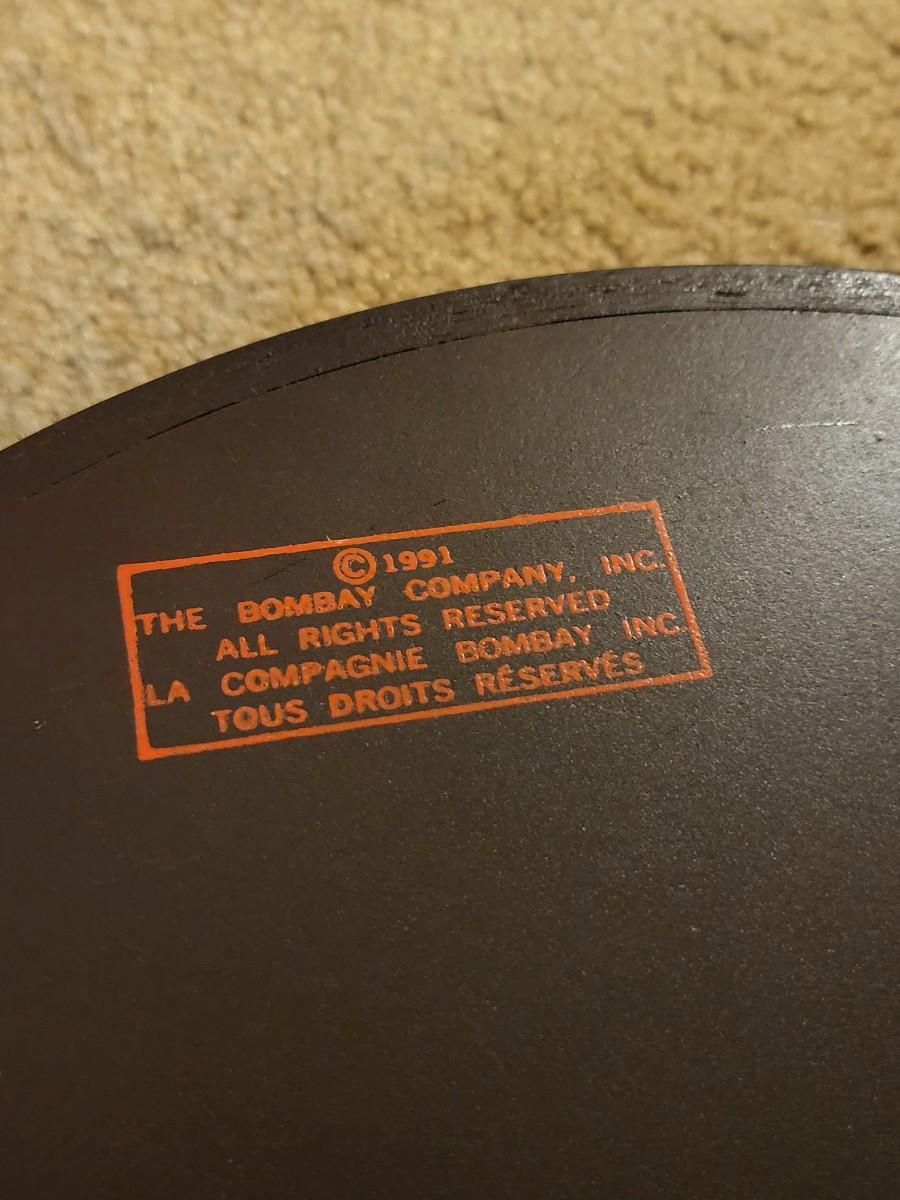 © 1991
THE BOMBAY COMPANY, INC.
ALL RIGHTS RESERVED
LA COMPAGNIE BOMBAY INC.
TOUS DROITS RÉSERVÉS